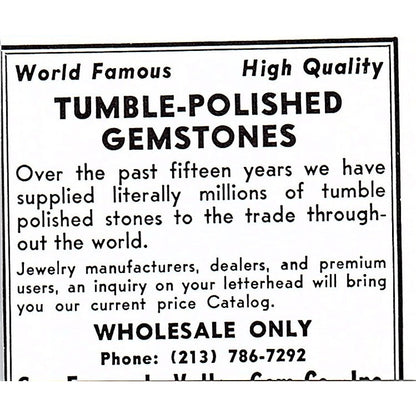 World Famous High Quality
TUMBLE-POLISHED
GEMSTONES
Over the past fifteen years we have
supplied literally millions of tumble
polished stones to the trade through-
out the world.
Jewelry manufacturers, dealers, and premium
users, an inquiry on your letterhead will bring
you our current price Catalog.
WHOLESALE ONLY
Phone: (213) 786-7292